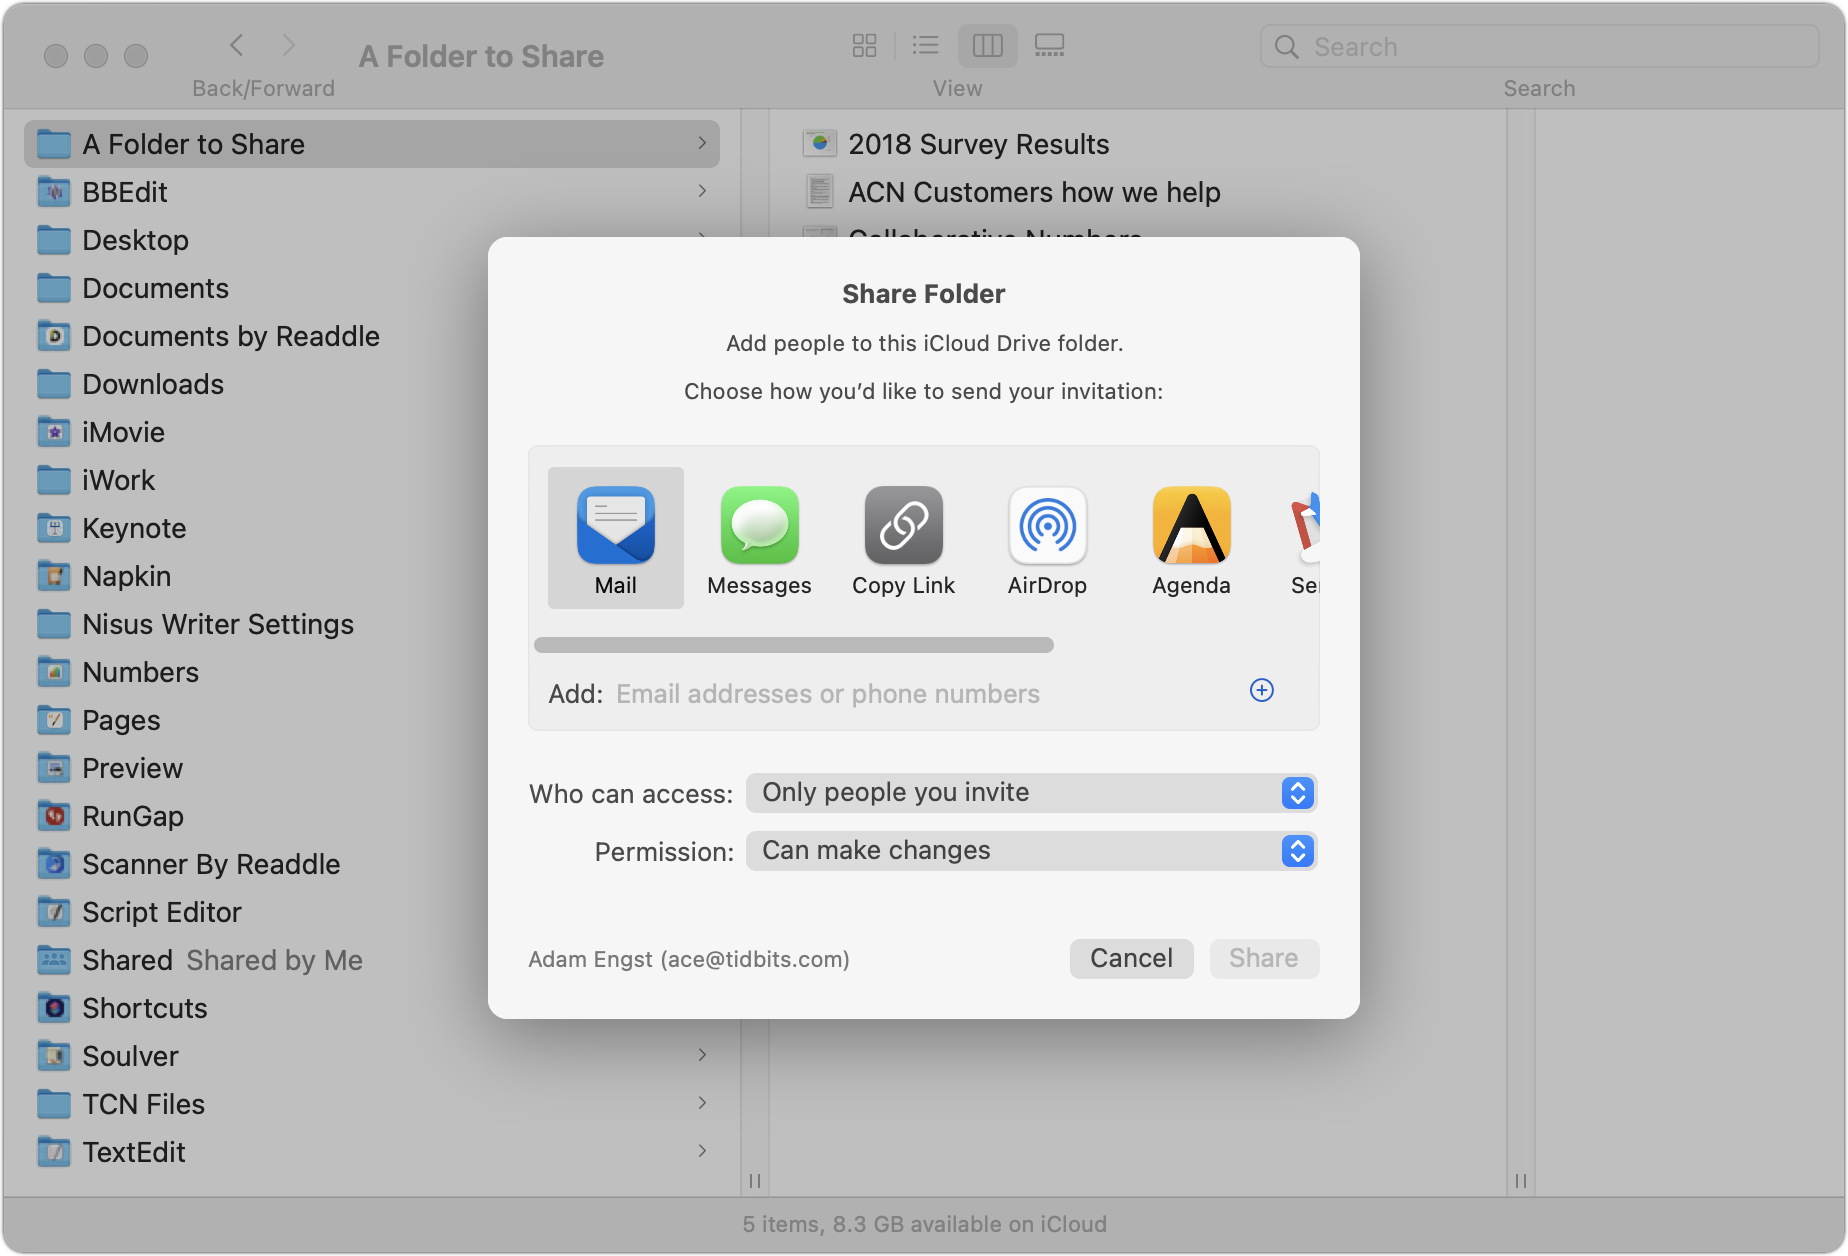 A Folder to Share
Back/Forward
View
Search
Search
A Folder to Share
BBEdit
Desktop
Documents
Documents by Readdle
Downloads
iMovie
iWork
Keynote
Napkin
Nisus Writer Settings
Numbers
Pages
Preview
RunGap
Scanner By Readdle
Script Editor
Shared Shared by Me
Shortcuts
Soulver
TCN Files
TextEdit
2018 Survey Results
ACN Customers how we help
Collaborative Numbers
Share Folder
Add people to this iCloud Drive folder.
Choose how you’d like to send your invitation:
Mail
Messages
Copy Link
AirDrop
Agenda
Add: Email addresses or phone numbers
Who can access: Only people you invite
Permission: Can make changes
Adam Engst (ace@tidbits.com)
Cancel
Share
5 items, 8.3 GB available on iCloud